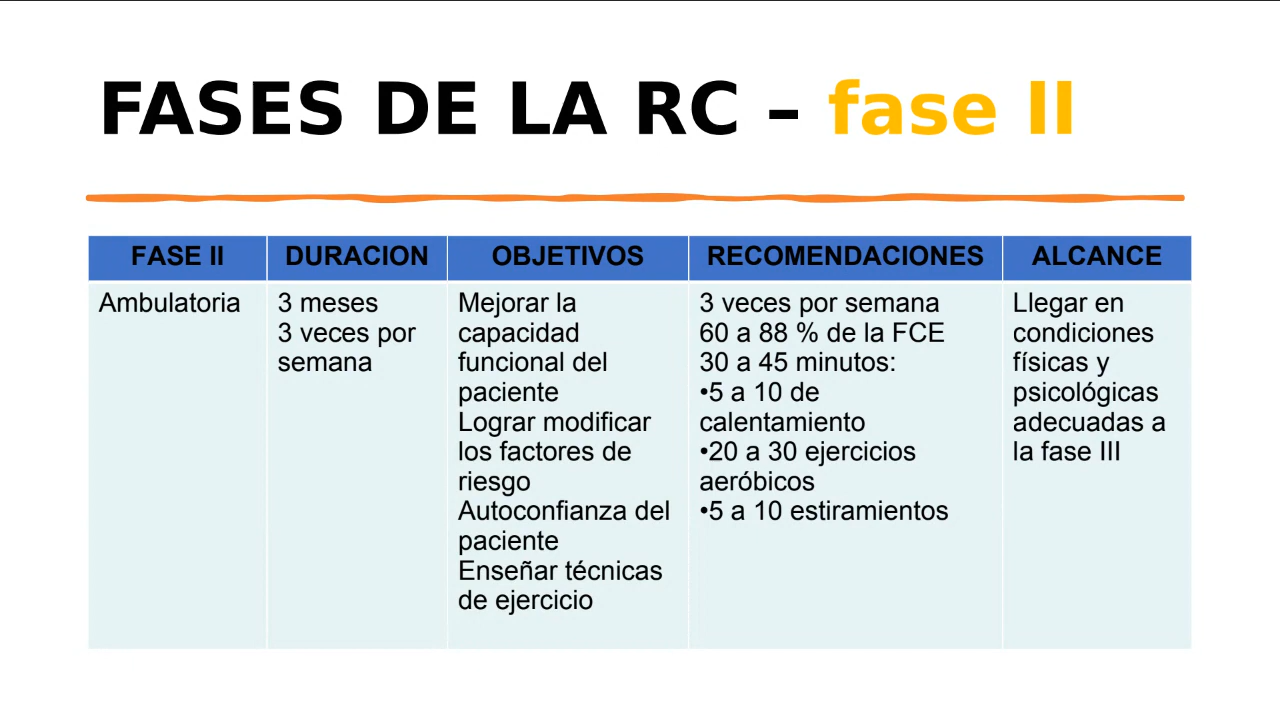 FASES DE LA RC – fase II
FASE II
DURACION
OBJETIVOS
RECOMENDACIONES
ALCANCE
Ambulatoria
3 meses
3 veces por
semana
Mejorar la
capacidad
funcional del
paciente
Lograr modificar
los factores de
riesgo
Autoconfianza del
paciente
Enseñar técnicas
de ejercicio
3 veces por semana
60 a 88 % de la FCE
30 a 45 minutos:
•5 a 10 de
calentamiento
•20 a 30 ejercicios
aeróbicos
•5 a 10 estiramientos
Llegar en
condiciones
físicas y
psicológicas
adecuadas a
la fase III